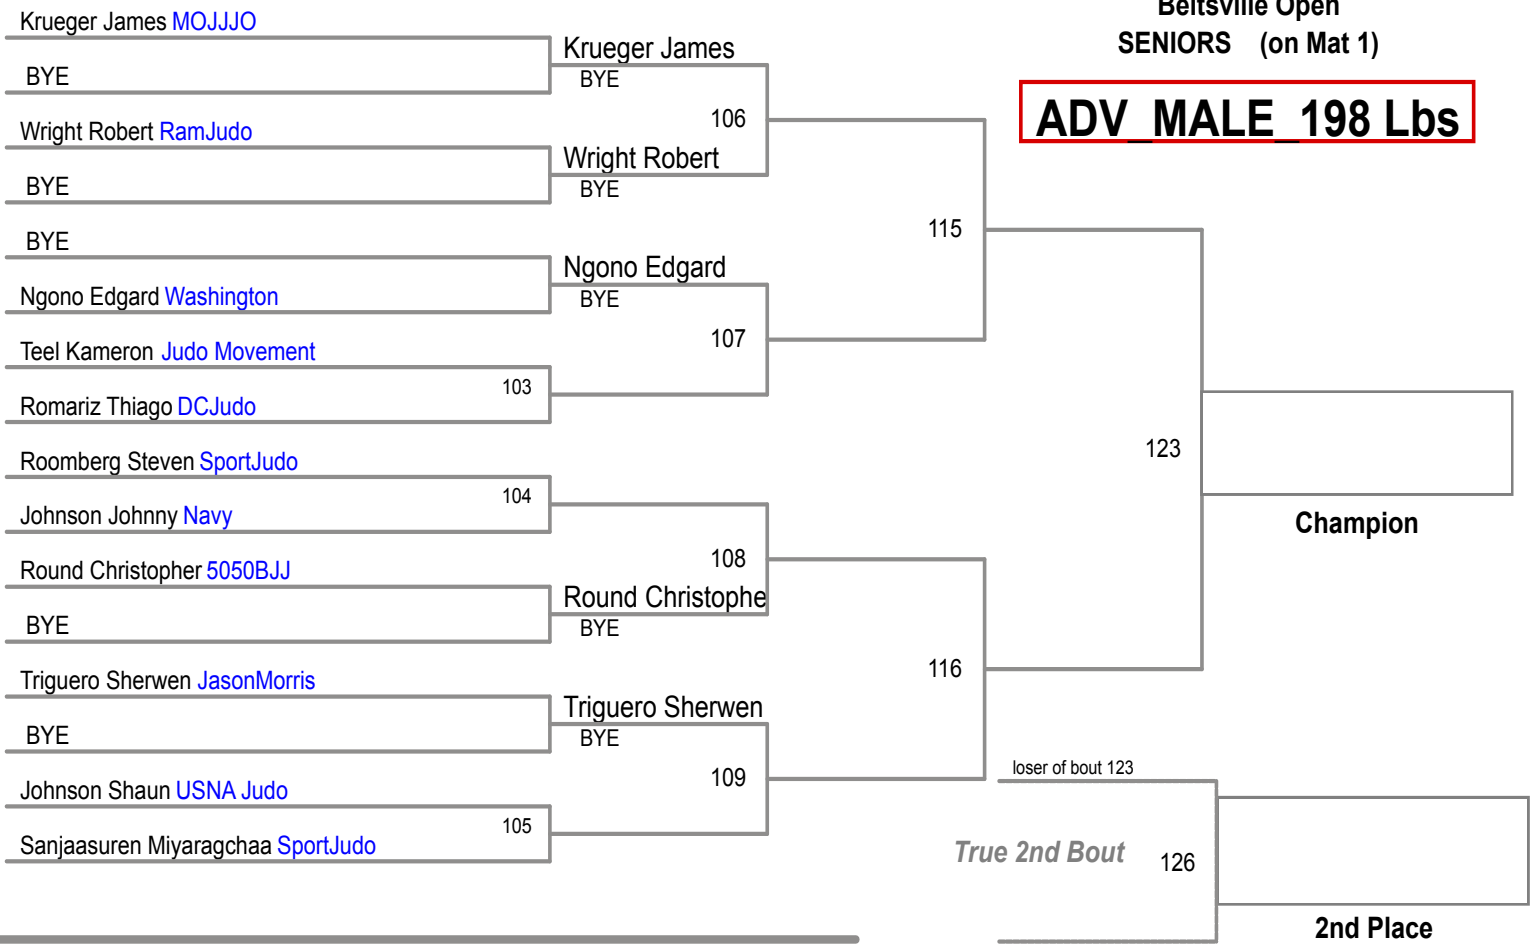 Beltsville Open
SENIORS (on Mat 1)
ADV_MALE_198 Lbs
Krueger James MOJJJO
BYE
Wright Robert RamJudo
BYE
BYE
Ngono Edgard Washington
Teel Kameron Judo Movement
Romariz Thiago DCJudo
Roomberg Steven SportJudo
Johnson Johnny Navy
Round Christopher 5050BJJ
BYE
Triguero Sherwen JasonMorris
BYE
Johnson Shaun USNA Judo
Sanjaasuren Miyaragchaa SportJudo
103
104
105
Krueger James
BYE
106
Wright Robert
BYE
Ngono Edgard
BYE
107
108
Round Christophe
BYE
Triguero Sherwen
BYE
109
115
116
123
Champion
loser of bout 123
True 2nd Bout
126
2nd Place